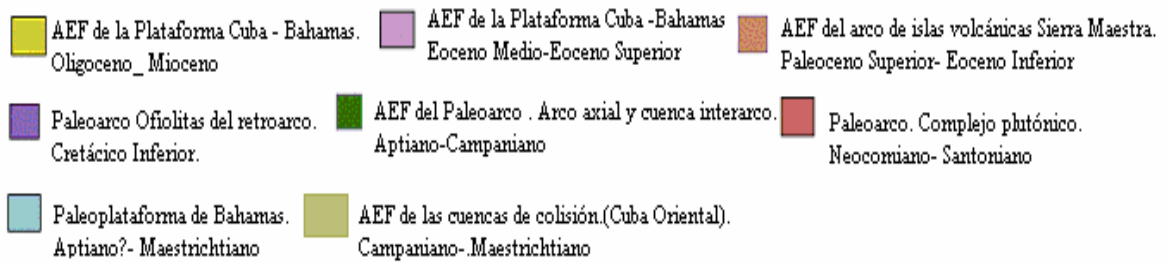 AEF de la Plataforma Cuba - Bahamas.
Oligoceno_ Mioceno
AEF de la Plataforma Cuba -Bahamas
Eoceno Medio-Eoceno Superior
AEF del arco de islas volcánicas Sierra Maestra.
Paleoceno Superior- Eoceno Inferior
Paleoarco Ofiolitas del retroarco.
Cretácico Inferior.
AEF del Paleoarco . Arco axial y cuenca interarco.
Aptiano-Campaniano
Paleoarco. Complejo plutónico.
Neocomiano- Santoniano
Paleoplataforma de Bahamas.
Aptiano?- Maestrichtiano
AEF de las cuencas de colisión.(Cuba Oriental).
Campaniano-.Maestrichtiano